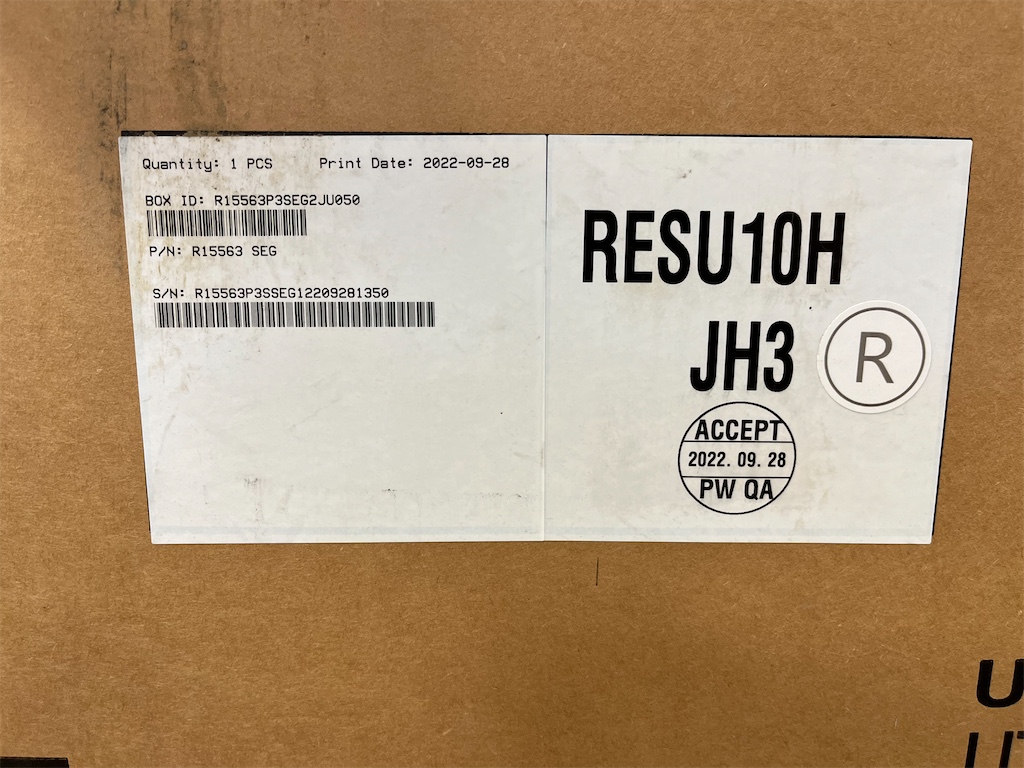 Quantity: 1 PCS Print Date: 2022-09-28
BOX ID: R15563P3SEG2JU050
P/N: R15563 SEG
S/N: R15563P3SSEG12209281350
RESU10H
JH3
R
ACCEPT
2022. 09. 28
PW QA